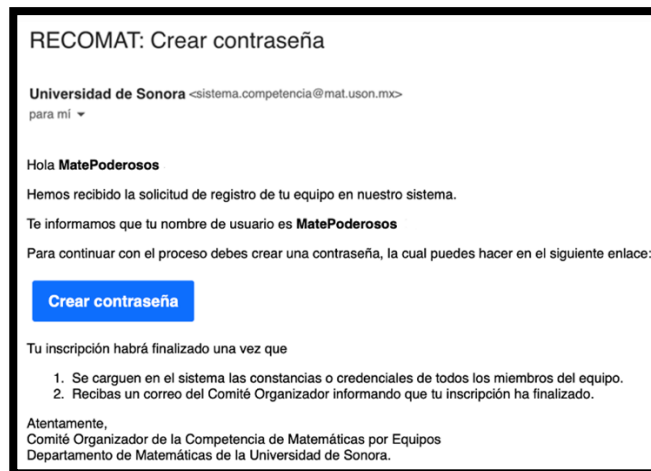 RECOMAT: Crear contraseña
Universidad de Sonora <sistema.competencia@mat.uson.mx>
para mí
Hola MatePoderosos
Hemos recibido la solicitud de registro de tu equipo en nuestro sistema.
Te informamos que tu nombre de usuario es MatePoderosos
Para continuar con el proceso debes crear una contraseña, la cual puedes hacer en el siguiente enlace:
Crear contraseña
Tu inscripción habrá finalizado una vez que
1. Se carguen en el sistema las constancias o credenciales de todos los miembros del equipo.
2. Recibas un correo del Comité Organizador informando que tu inscripción ha finalizado.
Atentamente,
Comité Organizador de la Competencia de Matemáticas por Equipos
Departamento de Matemáticas de la Universidad de Sonora.